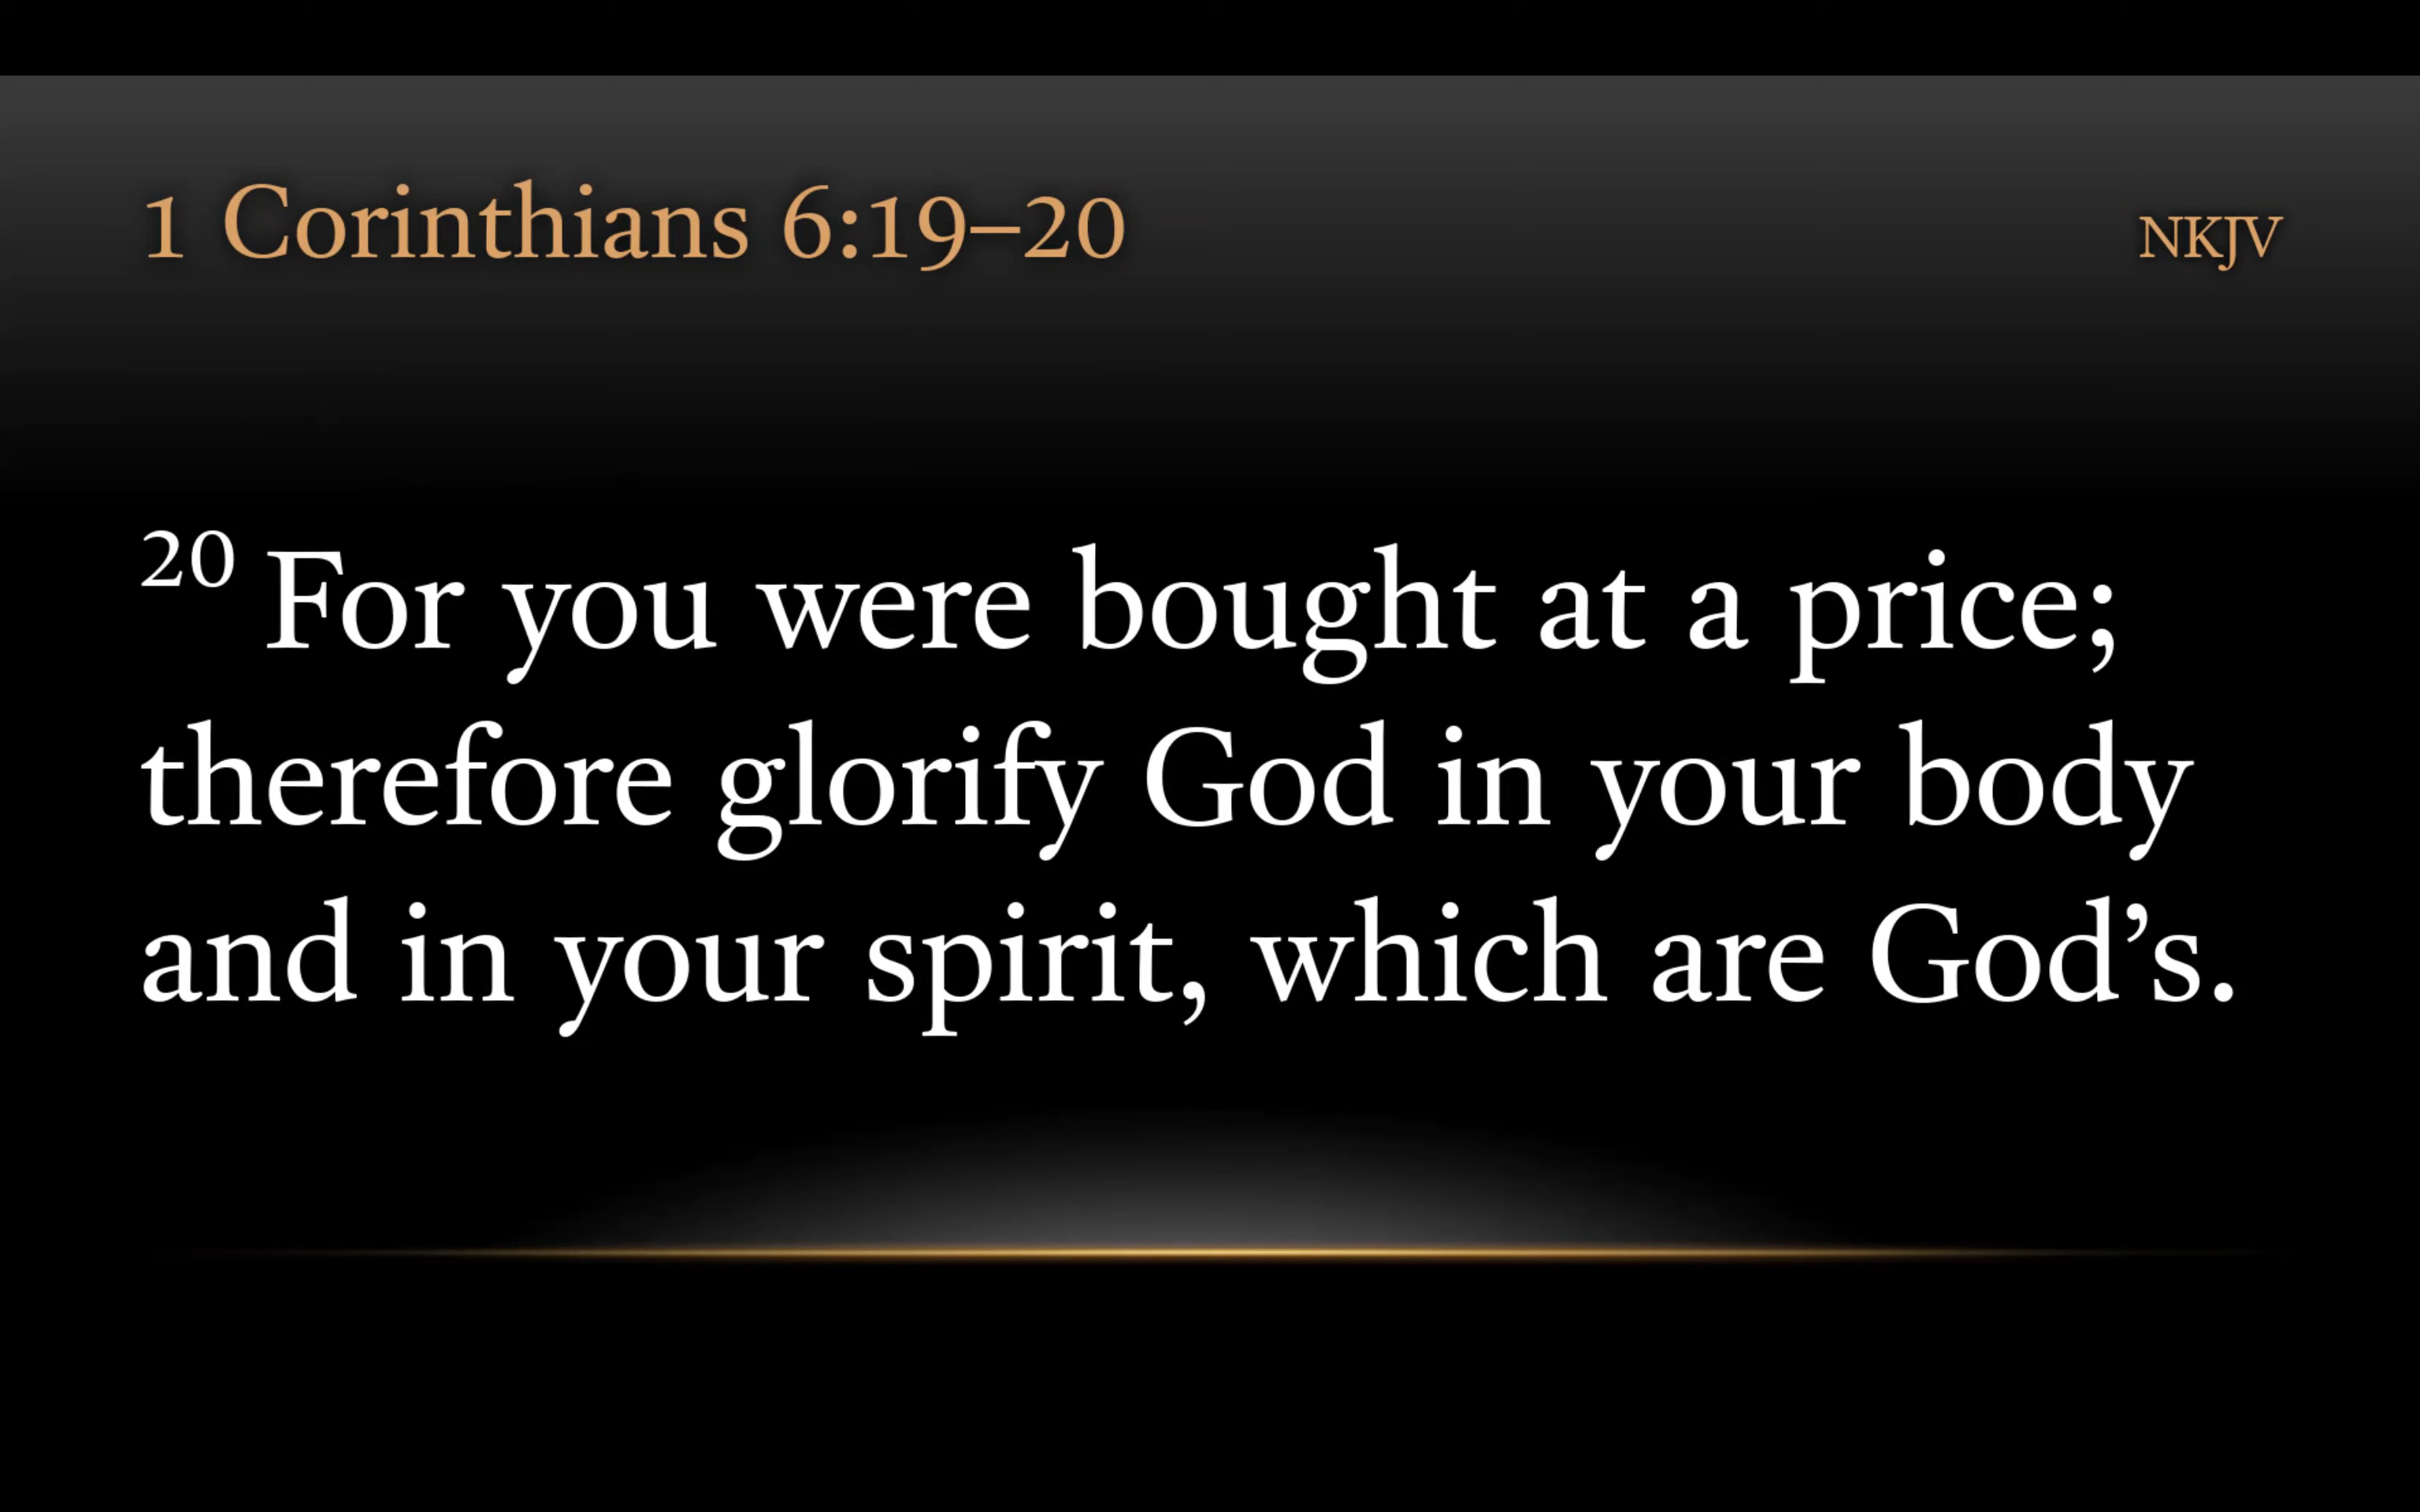 1 Corinthians 6:19–20 NKJV
20 For you were bought at a price;
therefore glorify God in your body
and in your spirit, which are God’s.